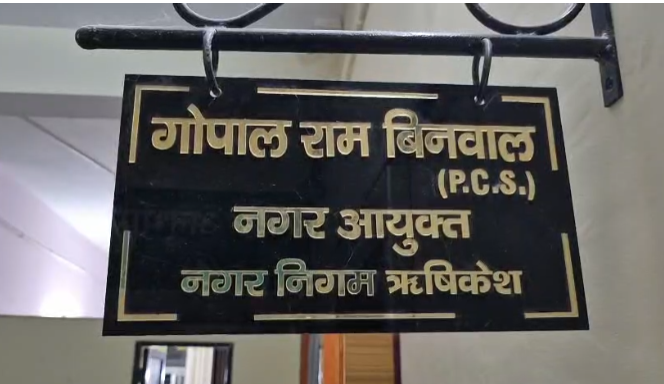 गोपाल राम बिनवाल
(P.C.S.)
नगर आयुक्त
नगर निगम ऋषिकेश